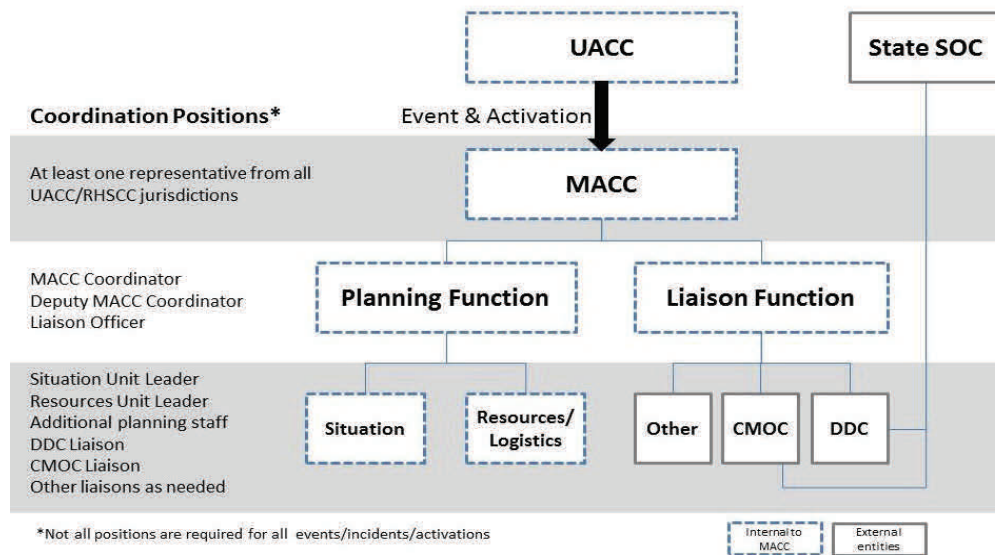 UACC
State SOC
Coordination Positions*
Event & Activation
At least one representative from all
UACC/RHSCC jurisdictions
MACC
MACC Coordinator
Deputy MACC Coordinator
Liaison Officer
Planning Function
Liaison Function
Situation Unit Leader
Resources Unit Leader
Additional planning staff
DDC Liaison
CMOC Liaison
Other liaisons as needed
Situation
Resources/
Logistics
Other
CMOC
DDC
*Not all positions are required for all events/incidents/activations
Internal to
MACC
External
entities